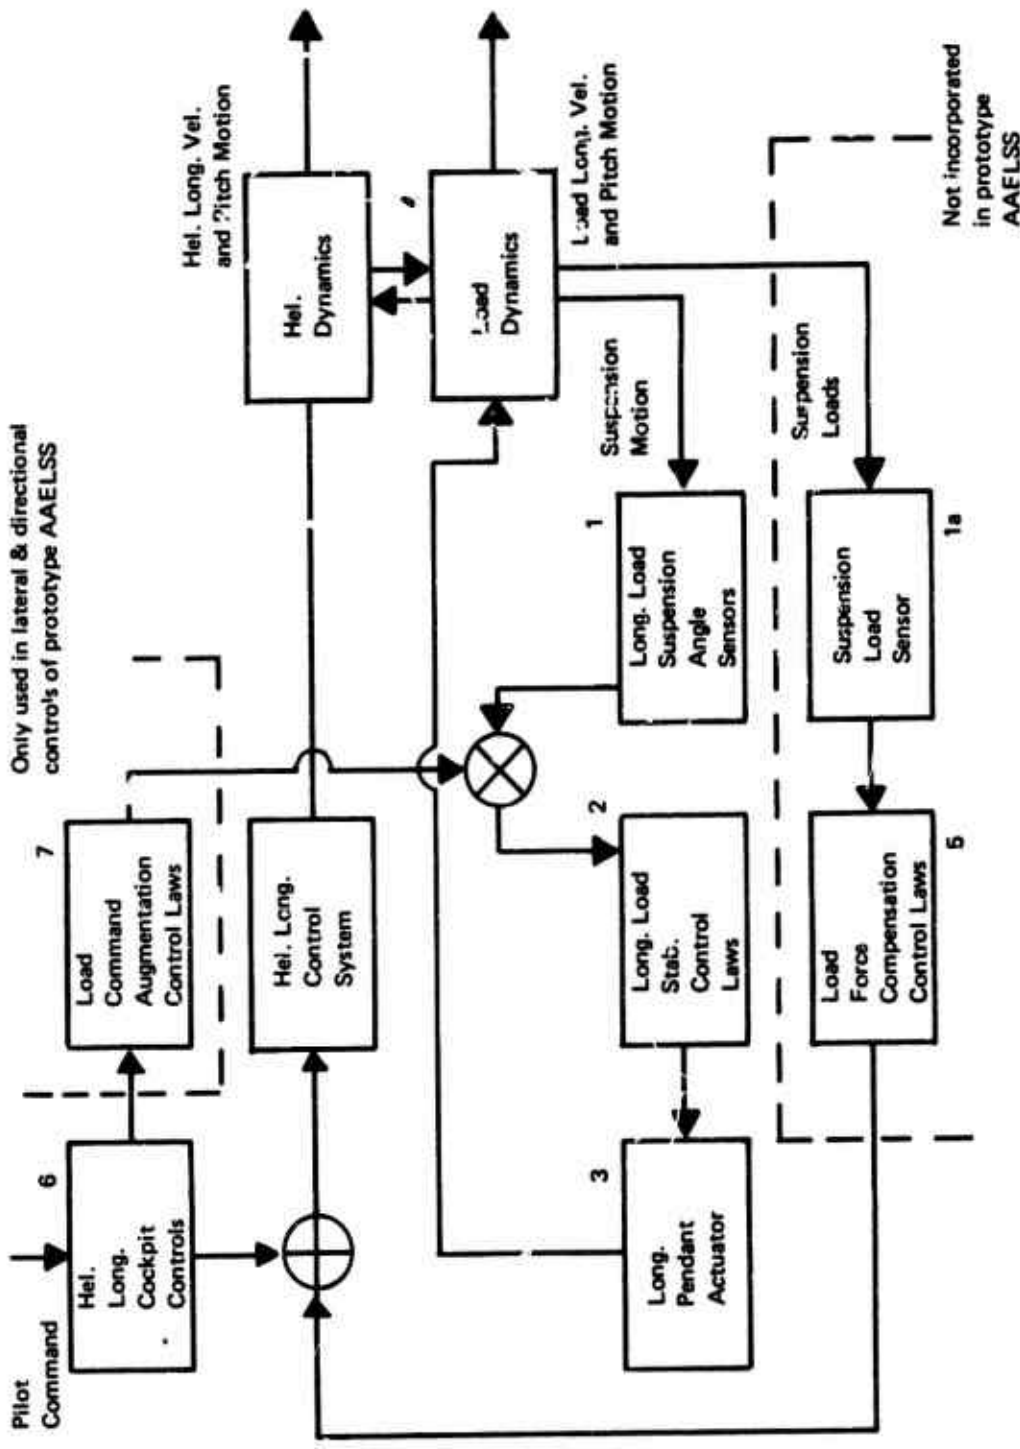 Pilot
Command
6
Hel.
Long.
Cockpit
Controls
7
Load
Command
Augmentation
Control Laws
Only used in lateral & directional
controls of prototype AAELSS
Hel. Long.
Control
System
Hel. Long. Vel.
and Pitch Motion
Hel.
Dynamics
Load
Dynamics
Load Long. Vel.
and Pitch Motion
Suspension
Motion
1
Long. Load
Suspension
Angle
Sensors
2
Long. Load
Stab.
Control
Laws
3
Long.
Pendant
Actuator
Suspension
Loads
Suspension
Load
Sensor
1a
Load
Force
Compensation
Control Laws
5
Not incorporated
in prototype
AAELSS